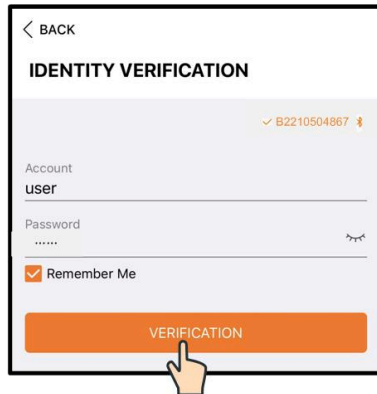 BACK
IDENTITY VERIFICATION
B2210504867
Account
user
Password
......
Remember Me
VERIFICATION